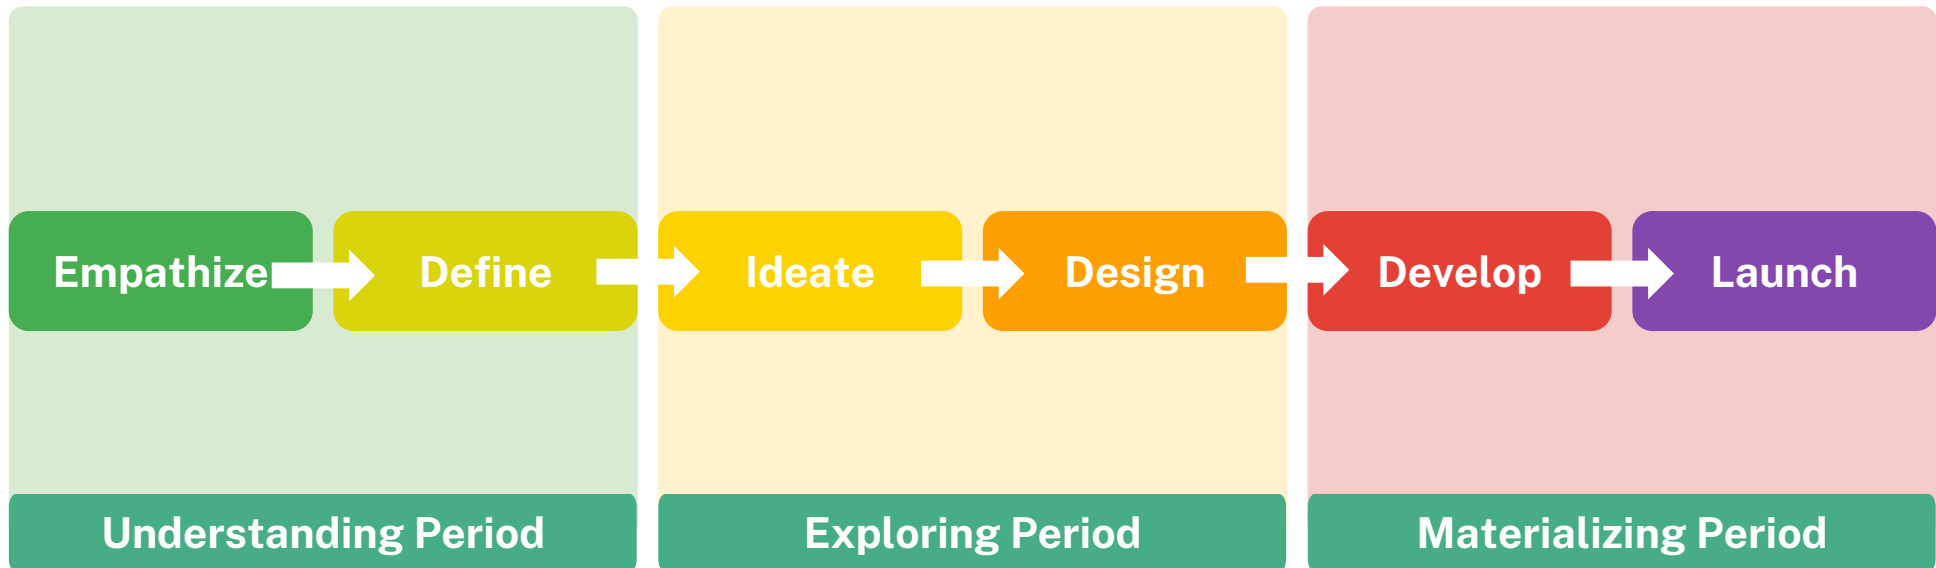 Empathize
Define
Ideate
Design
Develop
Launch
Understanding Period
Exploring Period
Materializing Period